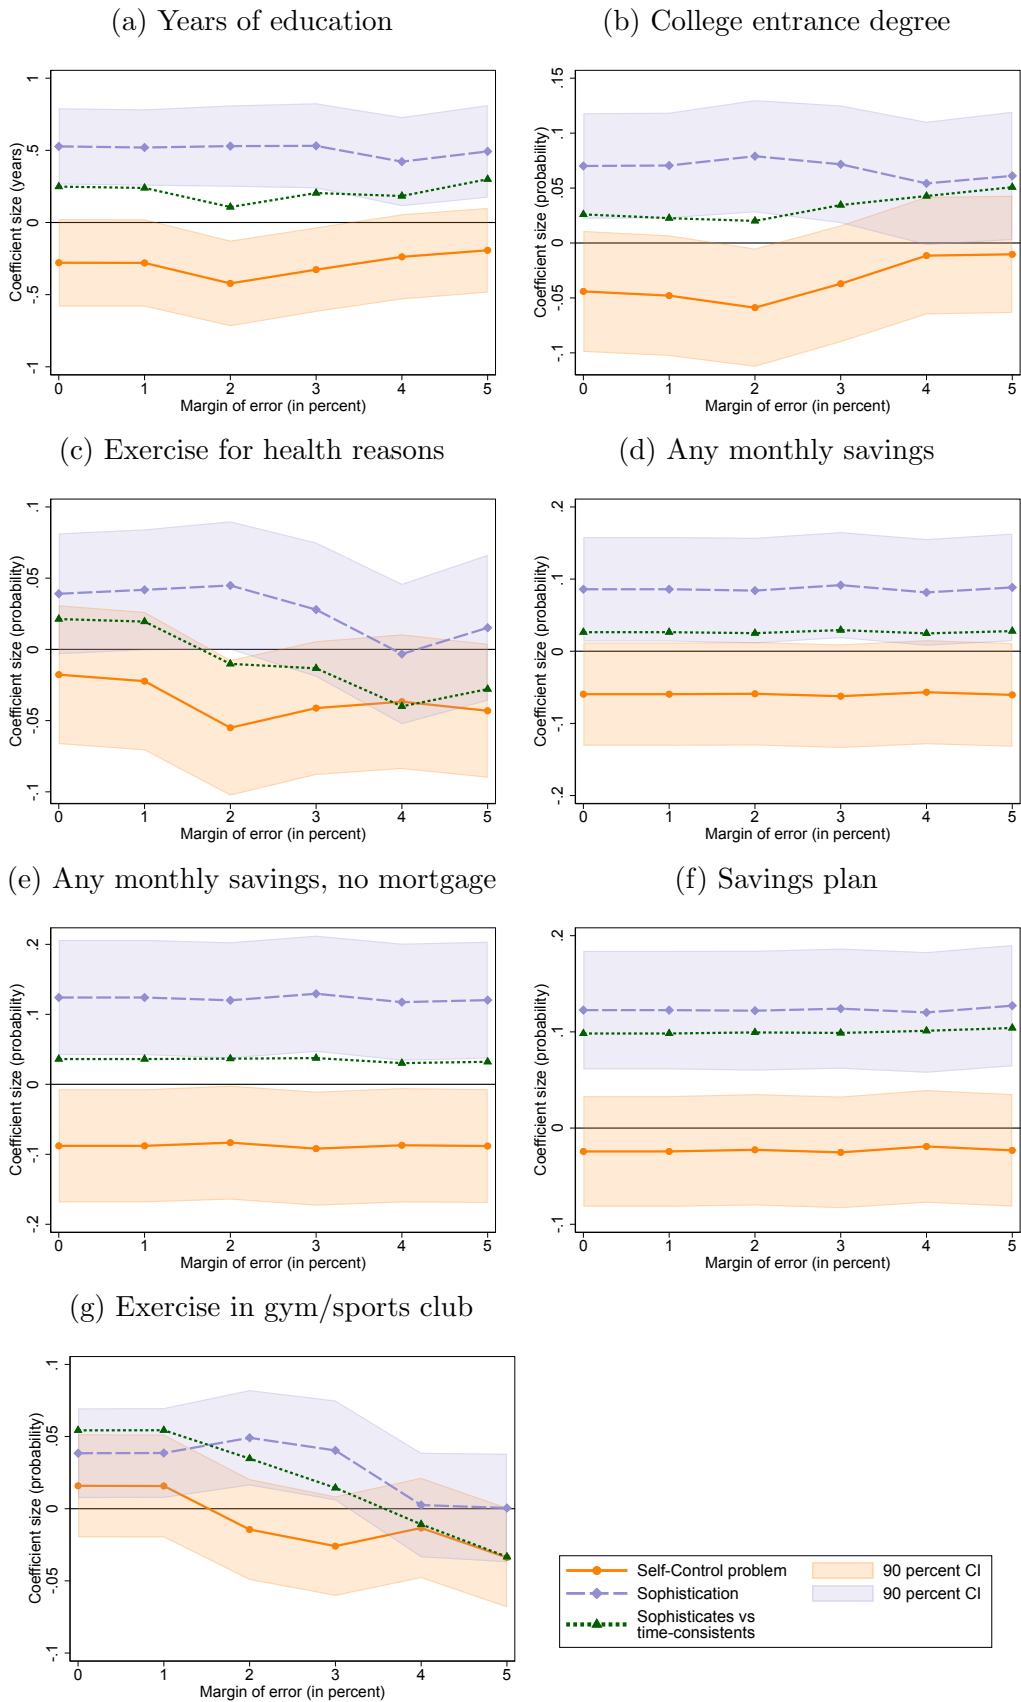 (a) Years of education
Coefficient size (years)
1
.5
0
-.5
-1
0 1 2 3 4 5
Margin of error (in percent)
(b) College entrance degree
Coefficient size (probability)
.15
.1
.05
0
-.05
-.1
0 1 2 3 4 5
Margin of error (in percent)
(c) Exercise for health reasons
Coefficient size (probability)
.1
.05
0
-.05
-.1
0 1 2 3 4 5
Margin of error (in percent)
(d) Any monthly savings
Coefficient size (probability)
.2
.1
0
-.1
-.2
0 1 2 3 4 5
Margin of error (in percent)
(e) Any monthly savings, no mortgage
Coefficient size (probability)
.2
.1
0
-.1
-.2
0 1 2 3 4 5
Margin of error (in percent)
(f) Savings plan
Coefficient size (probability)
.2
.1
0
-.1
0 1 2 3 4 5
Margin of error (in percent)
(g) Exercise in gym/sports club
Coefficient size (probability)
.1
.05
0
-.05
-.1
0 1 2 3 4 5
Margin of error (in percent)
Self-Control problem
90 percent CI
Sophistication
90 percent CI
Sophisticates vs
time-consistents